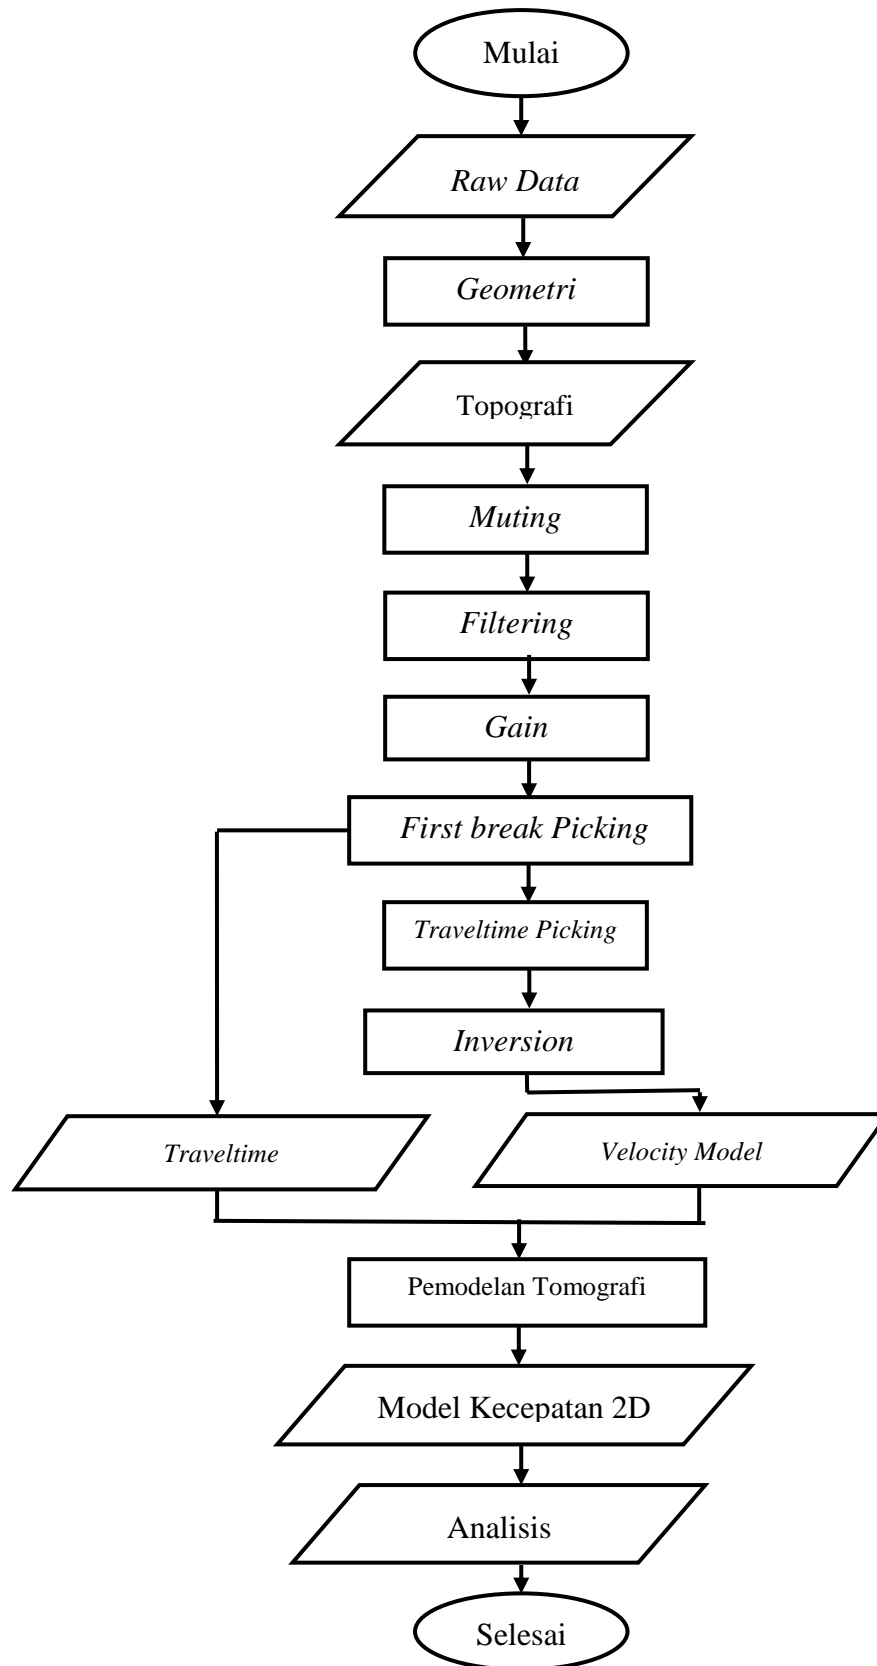 Mulai
Raw Data
Geometri
Topografi
Muting
Filtering
Gain
First break Picking
Traveltime Picking
Inversion
Traveltime
Velocity Model
Pemodelan Tomografi
Model Kecepatan 2D
Analisis
Selesai